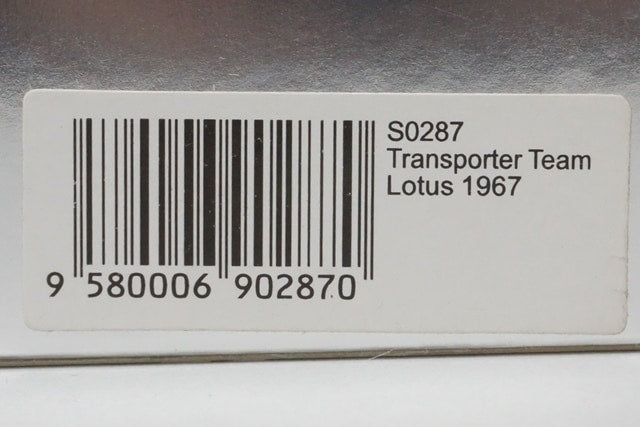 S0287
Transporter Team
Lotus 1967
9 580006 902870